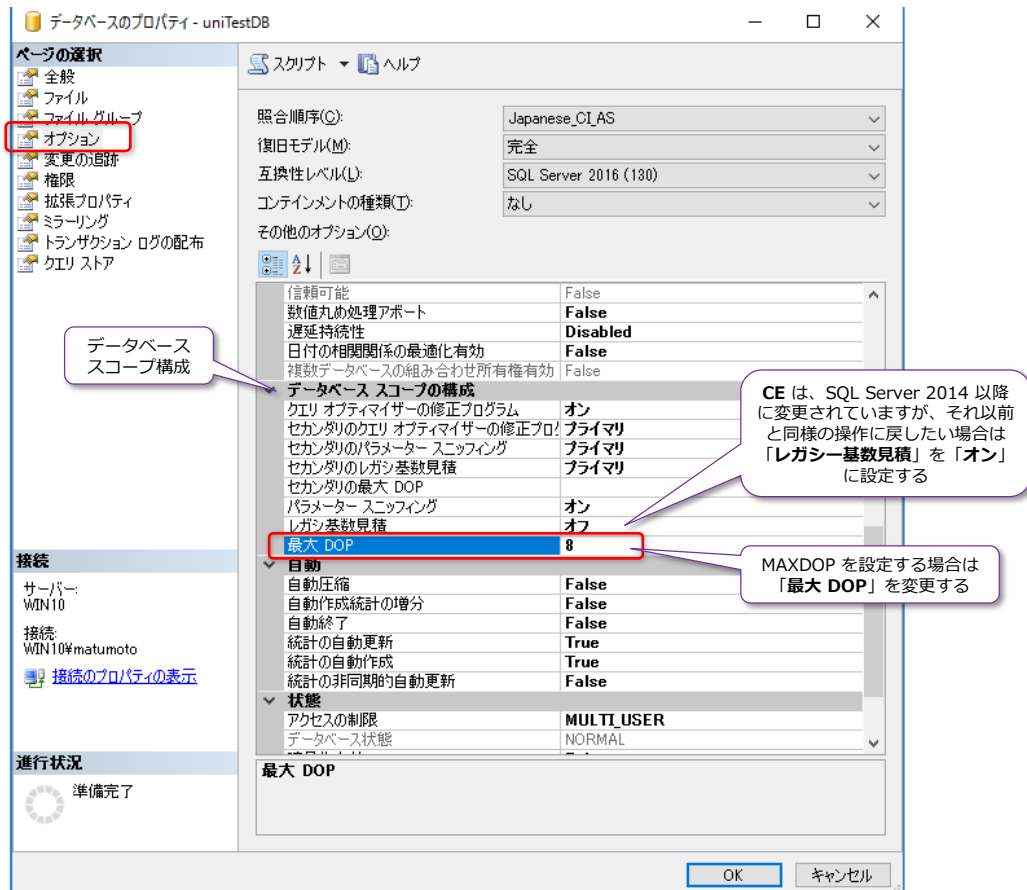 データベースのプロパティ - uniTestDB
ページの選択
全般
ファイル
ファイル グループ
オプション
変更の追跡
権限
拡張プロパティ
ミラーリング
トランザクション ログの配布
クエリ ストア
スクリプト
ヘルプ
照合順序(C):
Japanese_CI_AS
復旧モデル(M):
完全
互換性レベル(L):
SQL Server 2016 (130)
コンテインメントの種類(T):
なし
その他のオプション(O):
信頼可能 False
数値丸め処理アボート False
遅延持続性 Disabled
日付の相関関係の最適化有効 False
複数データベースの組み合わせ所有権有効 False
データベース スコープの構成
クエリ オプティマイザーの修正プログラム オン
セカンダリのクエリ オプティマイザーの修正プロ プライマリ
セカンダリのパラメーター スニッフィング プライマリ
セカンダリのレガシ基数見積 プライマリ
セカンダリの最大 DOP
パラメーター スニッフィング オン
レガシ基数見積 オフ
最大 DOP 8
自動
自動圧縮 False
自動作成統計の増分 False
自動終了 False
統計の自動更新 True
統計の自動作成 True
統計の非同期的自動更新 False
状態
アクセスの制限 MULTI_USER
データベース状態 NORMAL
最大 DOP
データベース
スコープ構成
CE は、SQL Server 2014 以降
に変更されていますが、それ以前
と同様の操作に戻したい場合は
「レガシー基数見積」を「オン」
に設定する
MAXDOP を設定する場合は
「最大 DOP」を変更する
接続
サーバー:
WIN10
接続:
WIN10¥matumoto
接続のプロパティの表示
進行状況
準備完了
OK
キャンセル